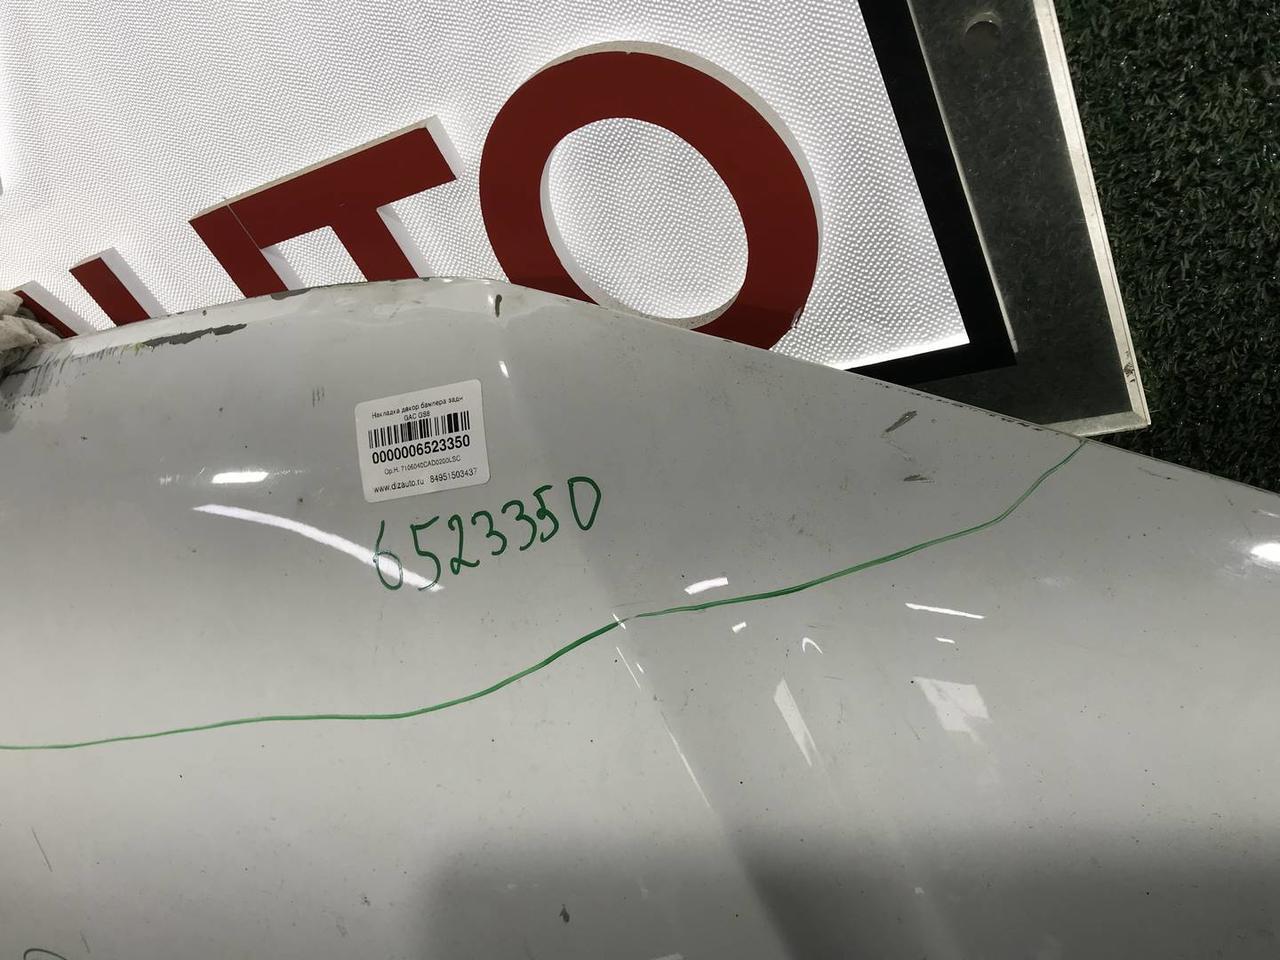 UTO
Накладка декор бампера задн
GAC GS8
0000006523350
Ор.Н: 7106040CAD0200LSC
www.dizauto.ru 84951503437
6523350